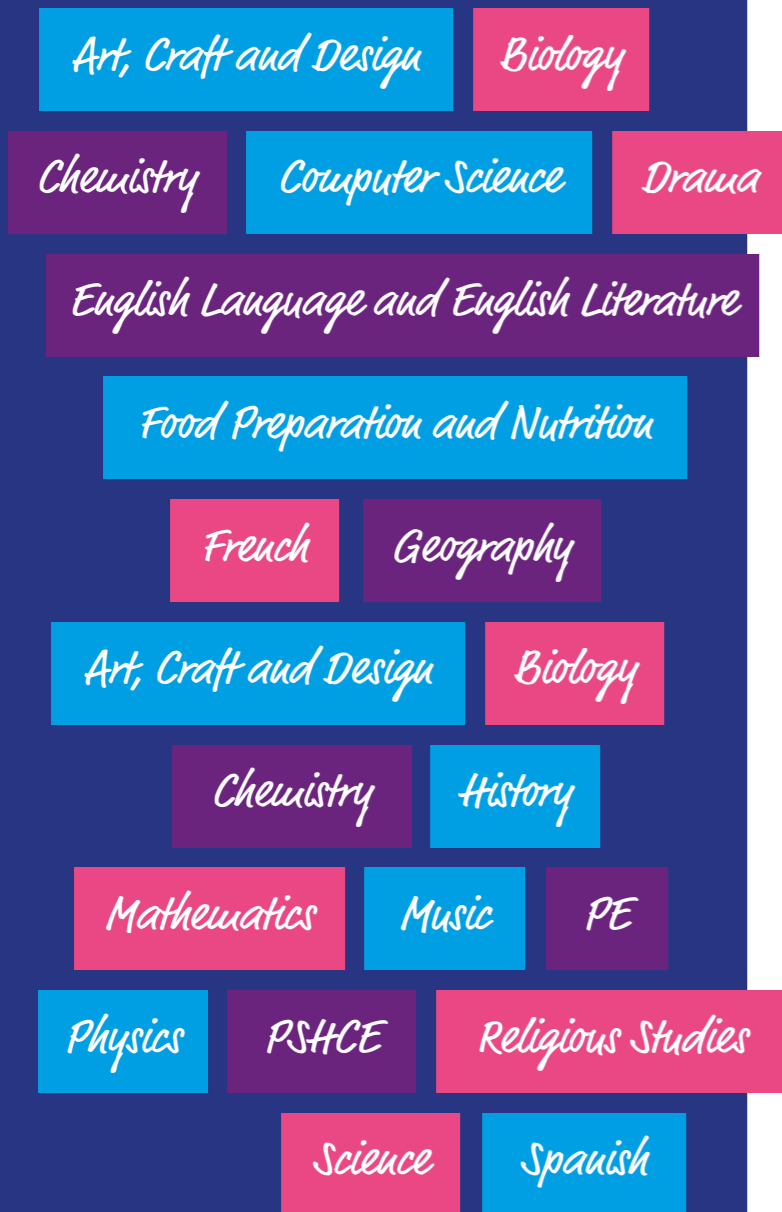 Art, Craft and Design Biology
Chemistry Computer Science Drama
English Language and English Literature
Food Preparation and Nutrition
French Geography
Art, Craft and Design Biology
Chemistry History
Mathematics Music PE
Physics PSHCE Religious Studies
Science Spanish